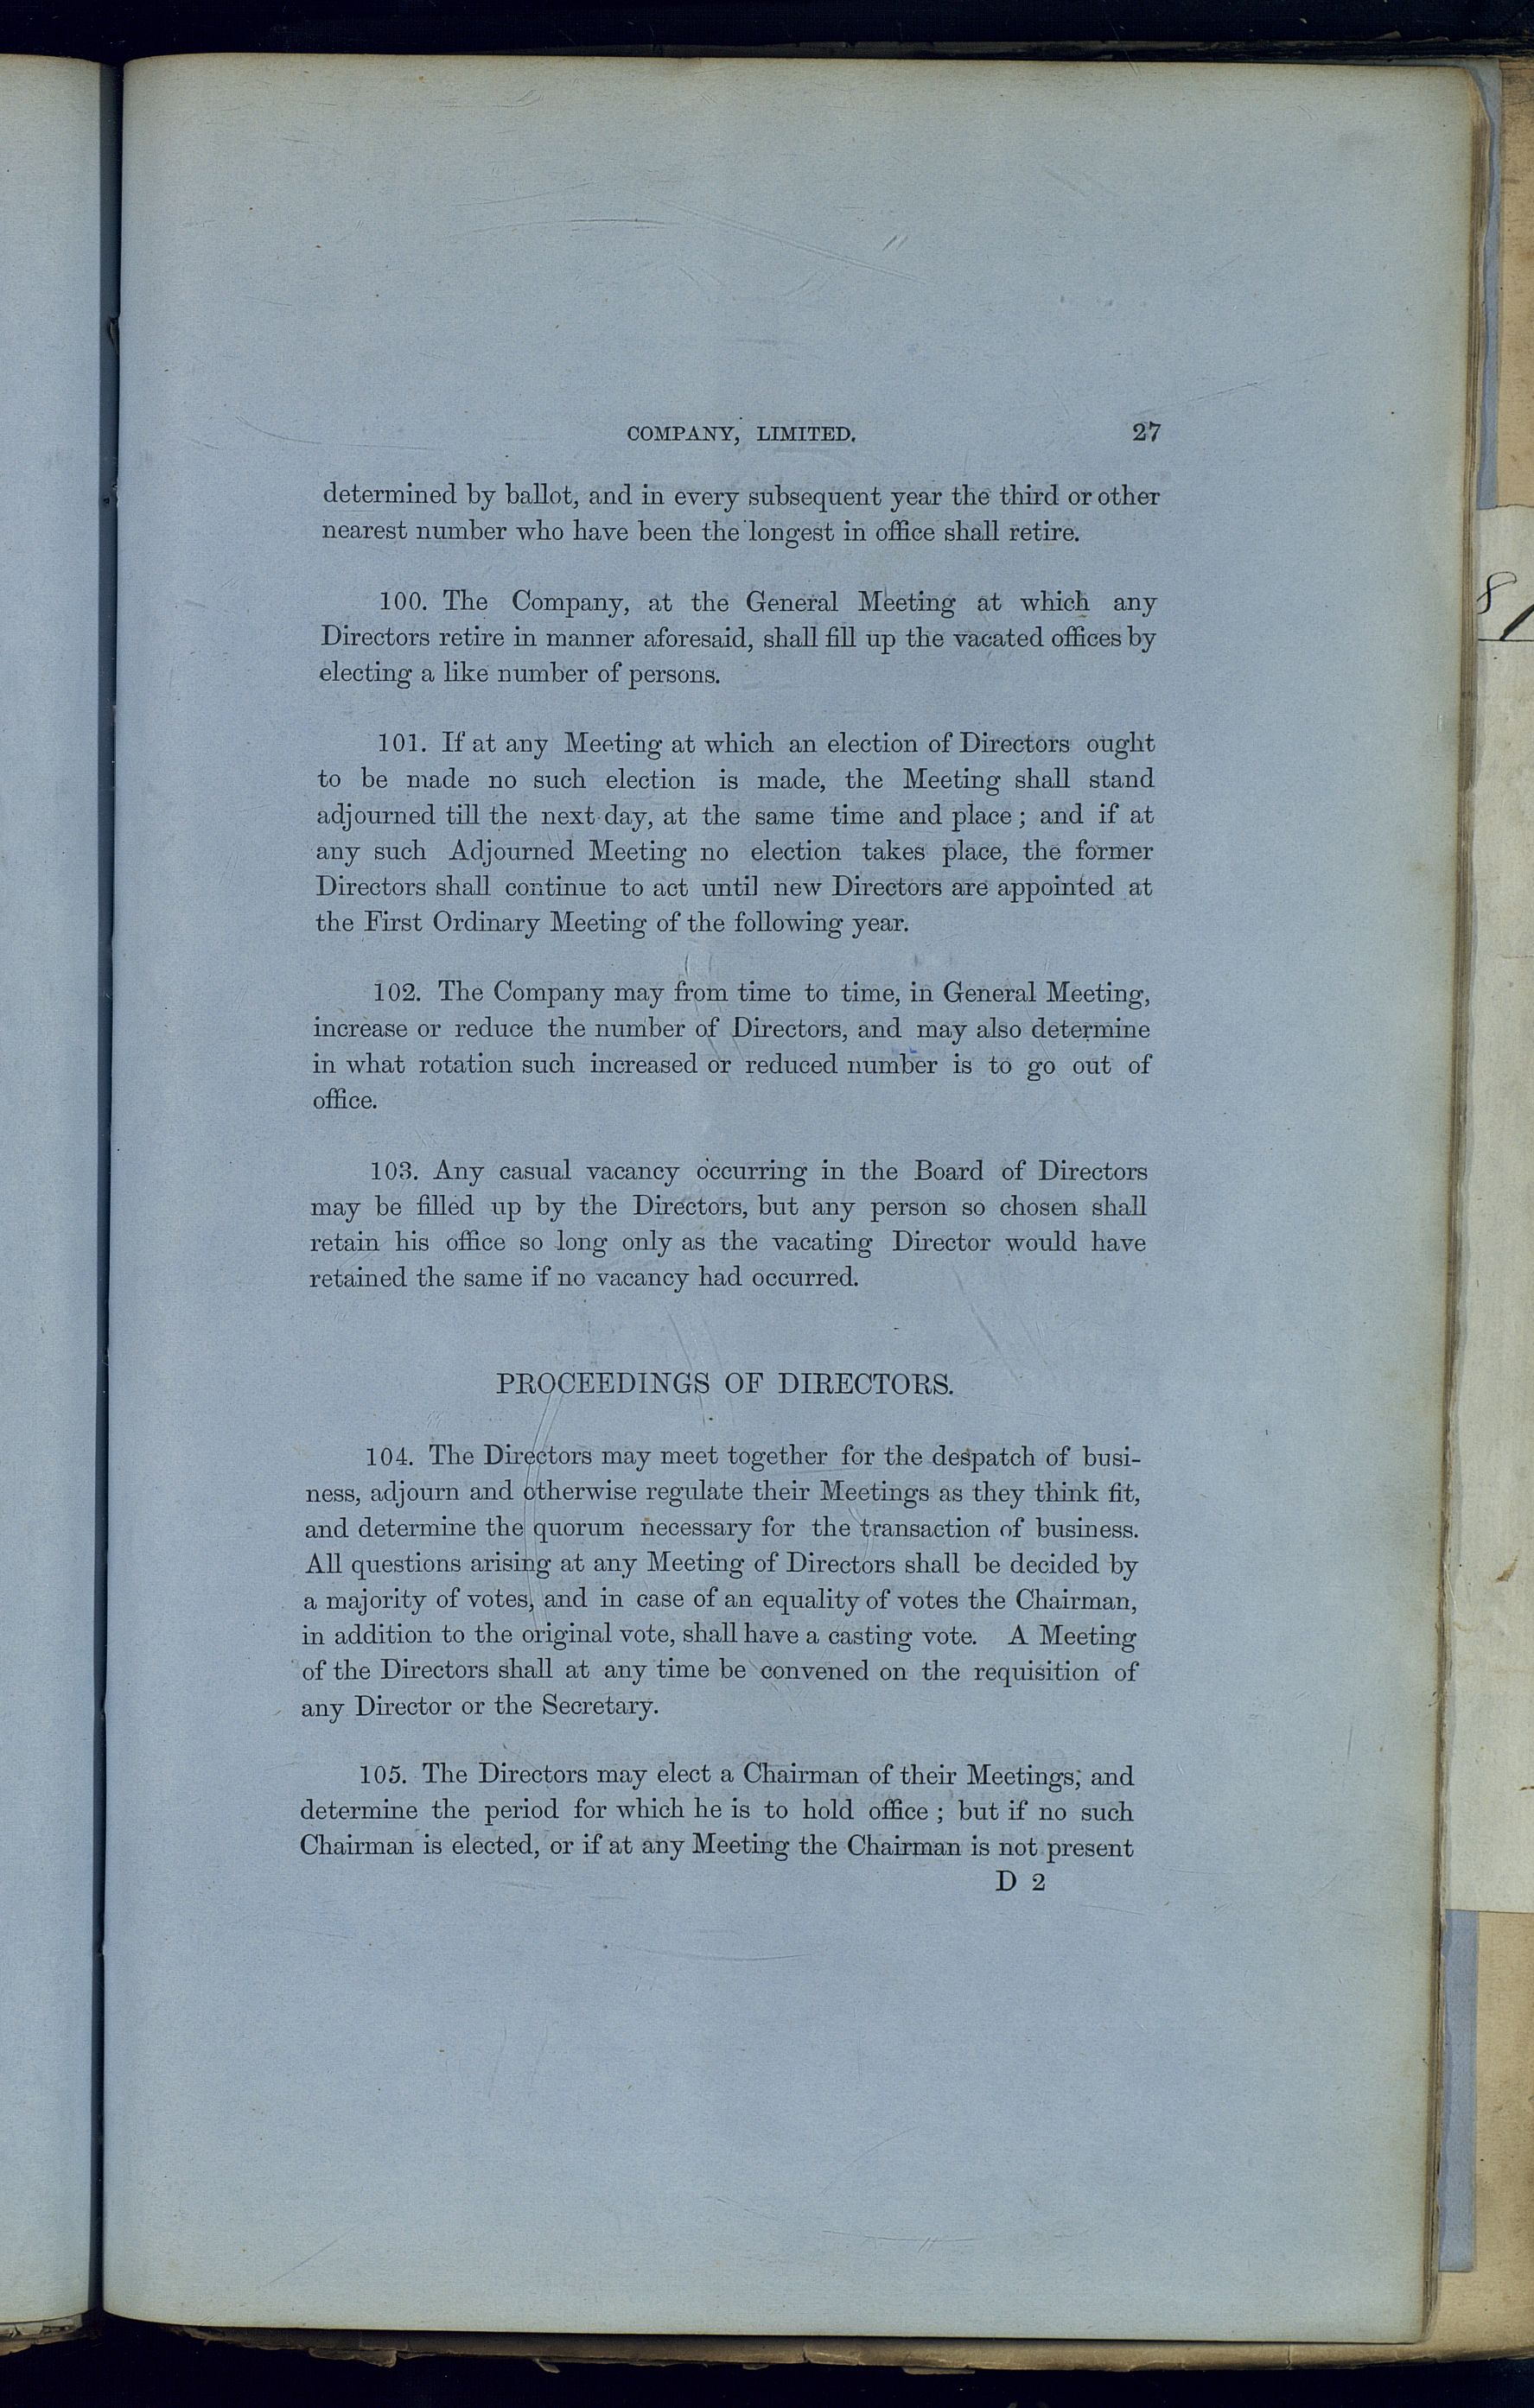 COMPANY, LIMITED. 27
determined by ballot, and in every subsequent year the third or other
nearest number who have been the longest in office shall retire.
100. The Company, at the General Meeting at which any
Directors retire in manner aforesaid, shall fill up the vacated offices by
electing a like number of persons.
101. If at any Meeting at which an election of Directors ought
to be made no such election is made, the Meeting shall stand
adjourned till the next day, at the same time and place; and if at
any such Adjourned Meeting no election takes place, the former
Directors shall continue to act until new Directors are appointed at
the First Ordinary Meeting of the following year.
102. The Company may from time to time, in General Meeting,
increase or reduce the number of Directors, and may also determine
in what rotation such increased or reduced number is to go out of
office.
103. Any casual vacancy occurring in the Board of Directors
may be filled up by the Directors, but any person so chosen shall
retain his office so long only as the vacating Director would have
retained the same if no vacancy had occurred.
PROCEEDINGS OF DIRECTORS.
104. The Directors may meet together for the despatch of busi-
ness, adjourn and otherwise regulate their Meetings as they think fit,
and determine the quorum necessary for the transaction of business.
All questions arising at any Meeting of Directors shall be decided by
a majority of votes, and in case of an equality of votes the Chairman,
in addition to the original vote, shall have a casting vote. A Meeting
of the Directors shall at any time be convened on the requisition of
any Director or the Secretary.
105. The Directors may elect a Chairman of their Meetings, and
determine the period for which he is to hold office; but if no such
Chairman is elected, or if at any Meeting the Chairman is not present
D 2